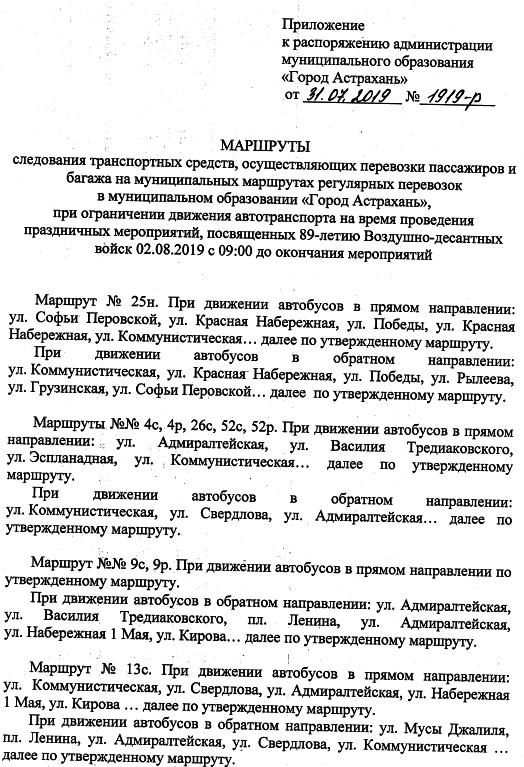 Приложение
к распоряжению администрации
муниципального образования
«Город Астрахань»
от 31.07.2019 № 1919-р
МАРШРУТЫ
следования транспортных средств, осуществляющих перевозки пассажиров и
багажа на муниципальных маршрутах регулярных перевозок
в муниципальном образовании «Город Астрахань»,
при ограничении движения автотранспорта на время проведения
праздничных мероприятий, посвященных 89-летию Воздушно-десантных
войск 02.08.2019 с 09:00 до окончания мероприятий
Маршрут № 25н. При движении автобусов в прямом направлении:
ул. Софьи Перовской, ул. Красная Набережная, ул. Победы, ул. Красная
Набережная, ул. Коммунистическая… далее по утвержденному маршруту.
При движении автобусов в обратном направлении:
ул. Коммунистическая, ул. Красная Набережная, ул. Победы, ул. Рылеева,
ул. Грузинская, ул. Софьи Перовской… далее по утвержденному маршруту.
Маршруты №№ 4с, 4р, 26с, 52с, 52р. При движении автобусов в прямом
направлении: ул. Адмиралтейская, ул. Василия Тредиаковского,
ул. Эспланадная, ул. Коммунистическая… далее по утвержденному
маршруту.
При движении автобусов в обратном направлении:
ул. Коммунистическая, ул. Свердлова, ул. Адмиралтейская… далее по
утвержденному маршруту.
Маршрут №№ 9с, 9р. При движении автобусов в прямом направлении по
утвержденному маршруту.
При движении автобусов в обратном направлении: ул. Адмиралтейская,
ул. Василия Тредиаковского, пл. Ленина, ул. Адмиралтейская,
ул. Набережная 1 Мая, ул. Кирова… далее по утвержденному маршруту.
Маршрут № 13с. При движении автобусов в прямом направлении:
ул. Коммунистическая, ул. Свердлова, ул. Адмиралтейская, ул. Набережная
1 Мая, ул. Кирова … далее по утвержденному маршруту.
При движении автобусов в обратном направлении: ул. Мусы Джалиля,
пл. Ленина, ул. Адмиралтейская, ул. Свердлова, ул. Коммунистическая …
далее по утвержденному маршруту.